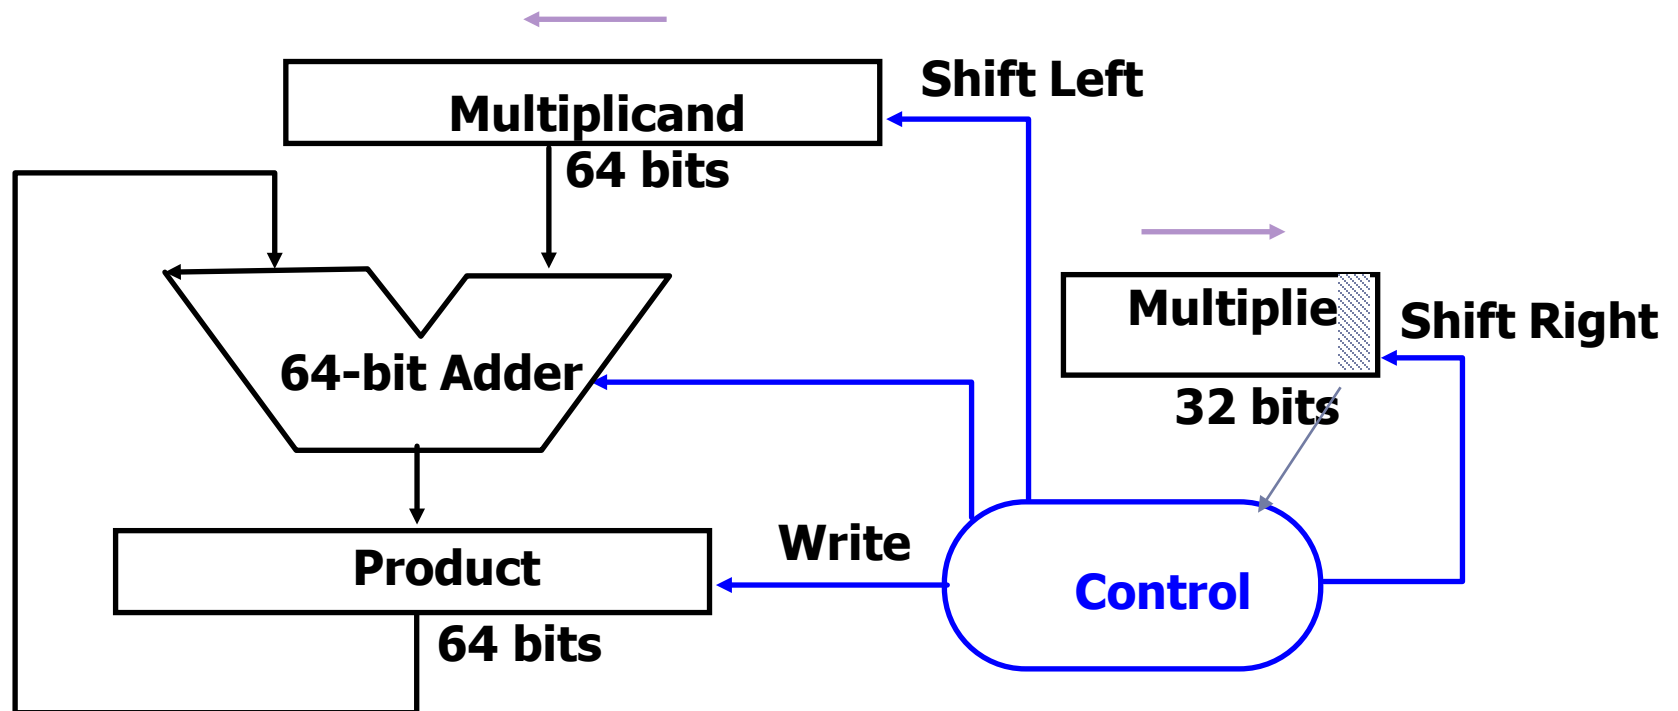 Shift Left
Multiplicand
64 bits
Multiplie
Shift Right
64-bit Adder
32 bits
Write
Product
Control
64 bits